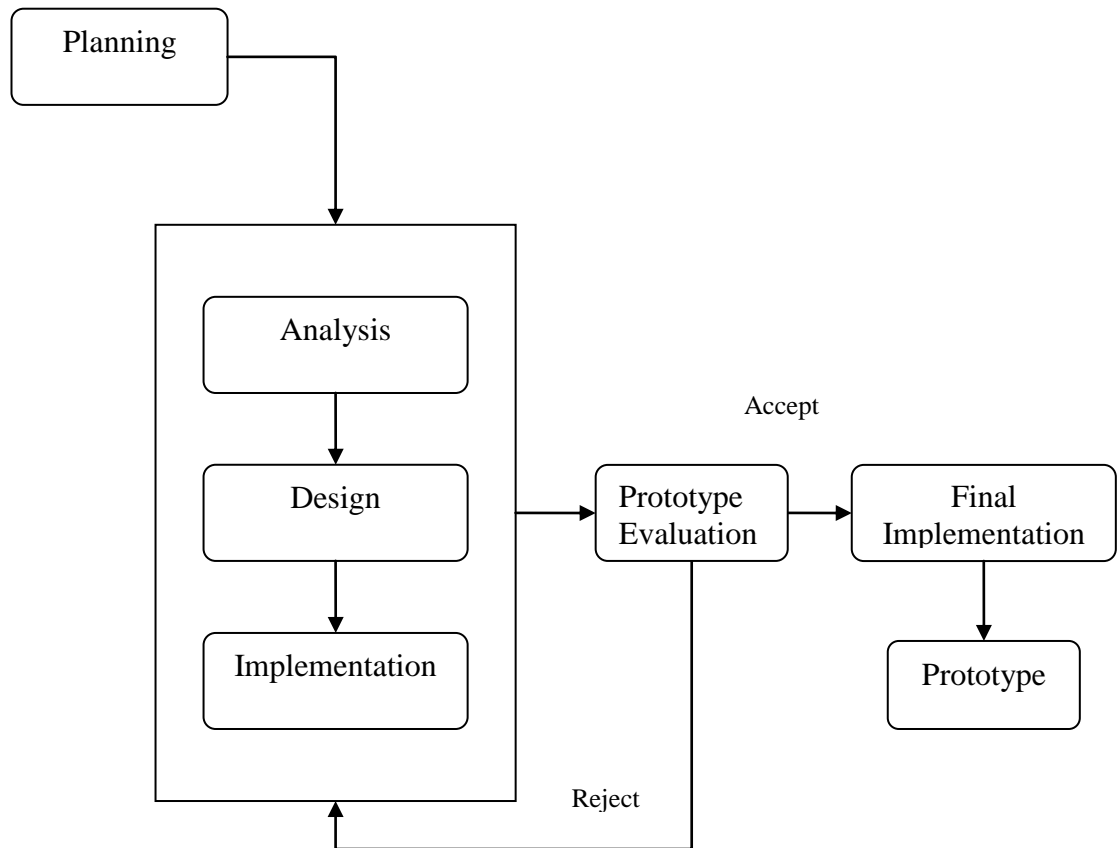 Planning
Analysis
Accept
Design
Prototype
Evaluation
Final
Implementation
Implementation
Prototype
Reject